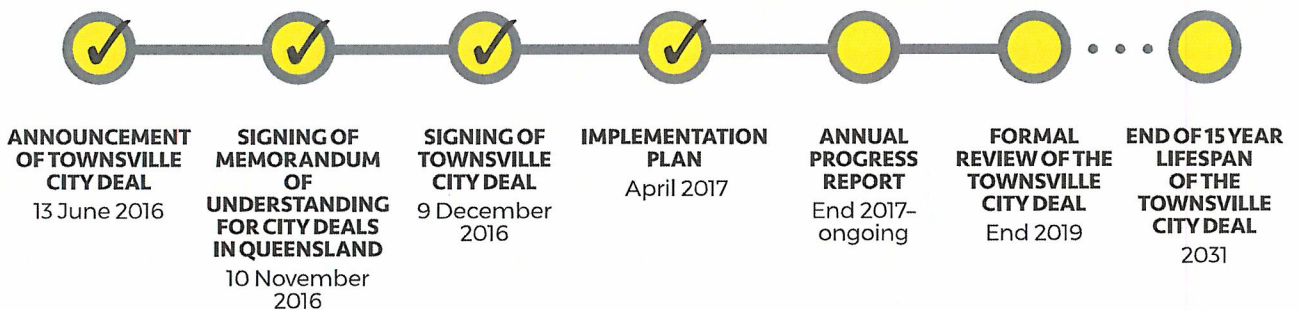 ANNOUNCEMENT
OF TOWNSVILLE
CITY DEAL
13 June 2016
SIGNING OF
MEMORANDUM
OF
UNDERSTANDING
FOR CITY DEALS
IN QUEENSLAND
10 November
2016
SIGNING OF
TOWNSVILLE
CITY DEAL
9 December
2016
IMPLEMENTATION
PLAN
April 2017
ANNUAL
PROGRESS
REPORT
End 2017–
ongoing
FORMAL
REVIEW OF THE
TOWNSVILLE
CITY DEAL
End 2019
END OF 15 YEAR
LIFESPAN
OF THE
TOWNSVILLE
CITY DEAL
2031